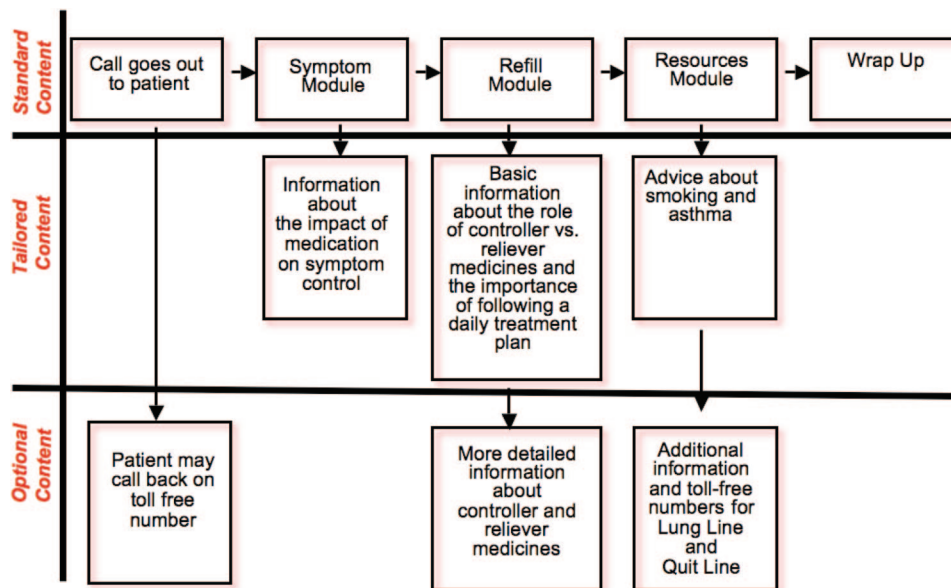 Standard
Content
Call goes out
to patient
Symptom
Module
Refill
Module
Resources
Module
Wrap Up
Tailored
Content
Information
about
the impact of
medication
on symptom
control
Basic
information
about the role
of controller vs.
reliever
medicines and
the importance
of following a
daily treatment
plan
Advice about
smoking and
asthma
Optional
Content
Patient may
call back on
toll free
number
More detailed
information
about
controller and
reliever
medicines
Additional
information
and toll-free
numbers for
Lung Line
and
Quit Line